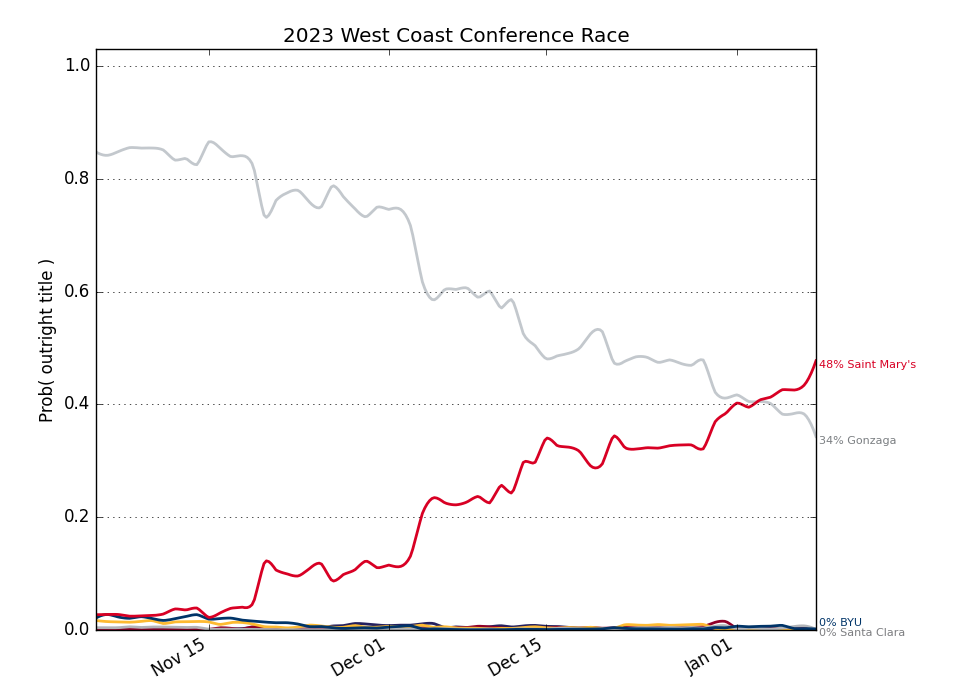 2023 West Coast Conference Race
1.0
0.8
0.6
0.4
0.2
0.0
Prob( outright title )
48% Saint Mary's
34% Gonzaga
0% BYU
0% Santa Clara
Nov 15
Dec 01
Dec 15
Jan 01